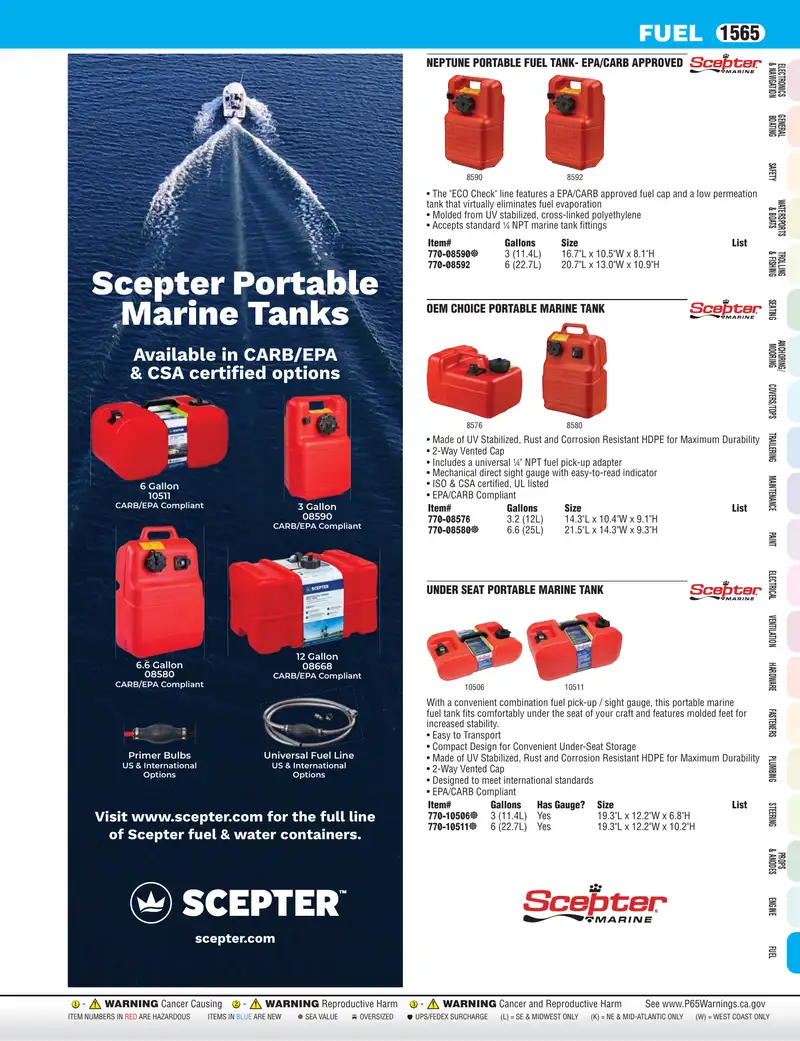 FUEL 1565
Scepter Portable
Marine Tanks
Available in CARB/EPA
& CSA certified options
6 Gallon
10511
CARB/EPA Compliant
3 Gallon
08590
CARB/EPA Compliant
6.6 Gallon
08580
CARB/EPA Compliant
SCEPTER
12 Gallon
08668
CARB/EPA Compliant
Primer Bulbs
US & International
Options
Universal Fuel Line
US & International
Options
Visit www.scepter.com for the full line
of Scepter fuel & water containers.
SCEPTER™
scepter.com
NEPTUNE PORTABLE FUEL TANK- EPA/CARB APPROVED
Scepter MARINE
8590 8592
• The "ECO Check" line features a EPA/CARB approved fuel cap and a low permeation
tank that virtually eliminates fuel evaporation
• Molded from UV stabilized, cross-linked polyethylene
• Accepts standard ¼ NPT marine tank fittings
Item# Gallons Size List
770-08590 3 (11.4L) 16.7"L x 10.5"W x 8.1"H
770-08592 6 (22.7L) 20.7"L x 13.0"W x 10.9"H
OEM CHOICE PORTABLE MARINE TANK
Scepter MARINE
8576 8580
• Made of UV Stabilized, Rust and Corrosion Resistant HDPE for Maximum Durability
• 2-Way Vented Cap
• Includes a universal ¼" NPT fuel pick-up adapter
• Mechanical direct sight gauge with easy-to-read indicator
• ISO & CSA certified, UL listed
• EPA/CARB Compliant
Item# Gallons Size List
770-08576 3.2 (12L) 14.3"L x 10.4"W x 9.1"H
770-08580 6.6 (25L) 21.5"L x 14.3"W x 9.3"H
UNDER SEAT PORTABLE MARINE TANK
Scepter MARINE
10506 10511
With a convenient combination fuel pick-up / sight gauge, this portable marine
fuel tank fits comfortably under the seat of your craft and features molded feet for
increased stability.
• Easy to Transport
• Compact Design for Convenient Under-Seat Storage
• Made of UV Stabilized, Rust and Corrosion Resistant HDPE for Maximum Durability
• 2-Way Vented Cap
• Designed to meet international standards
• EPA/CARB Compliant
Item# Gallons Has Gauge? Size List
770-10506 3 (11.4L) Yes 19.3"L x 12.2"W x 6.8"H
770-10511 6 (22.7L) Yes 19.3"L x 12.2"W x 10.2"H
Scepter
MARINE
ELECTRONICS
& NAVIGATION
GENERAL
BOATING
SAFETY
WATERSPORTS
& BOATS
TROLLING
& FISHING
SEATING
ANCHORING/
MOORING
COVERS/TOPS
TRAILERING
MAINTENANCE
PAINT
ELECTRICAL
VENTILATION
HARDWARE
FASTENERS
PLUMBING
STEERING
PROPS
& ANODES
ENGINE
FUEL
1 - WARNING Cancer Causing 2 - WARNING Reproductive Harm 3 - WARNING Cancer and Reproductive Harm See www.P65Warnings.ca.gov
ITEM NUMBERS IN RED ARE HAZARDOUS ITEMS IN BLUE ARE NEW SEA VALUE OVERSIZED UPS/FEDEX SURCHARGE (L) = SE & MIDWEST ONLY (K) = NE & MID-ATLANTIC ONLY (W) = WEST COAST ONLY